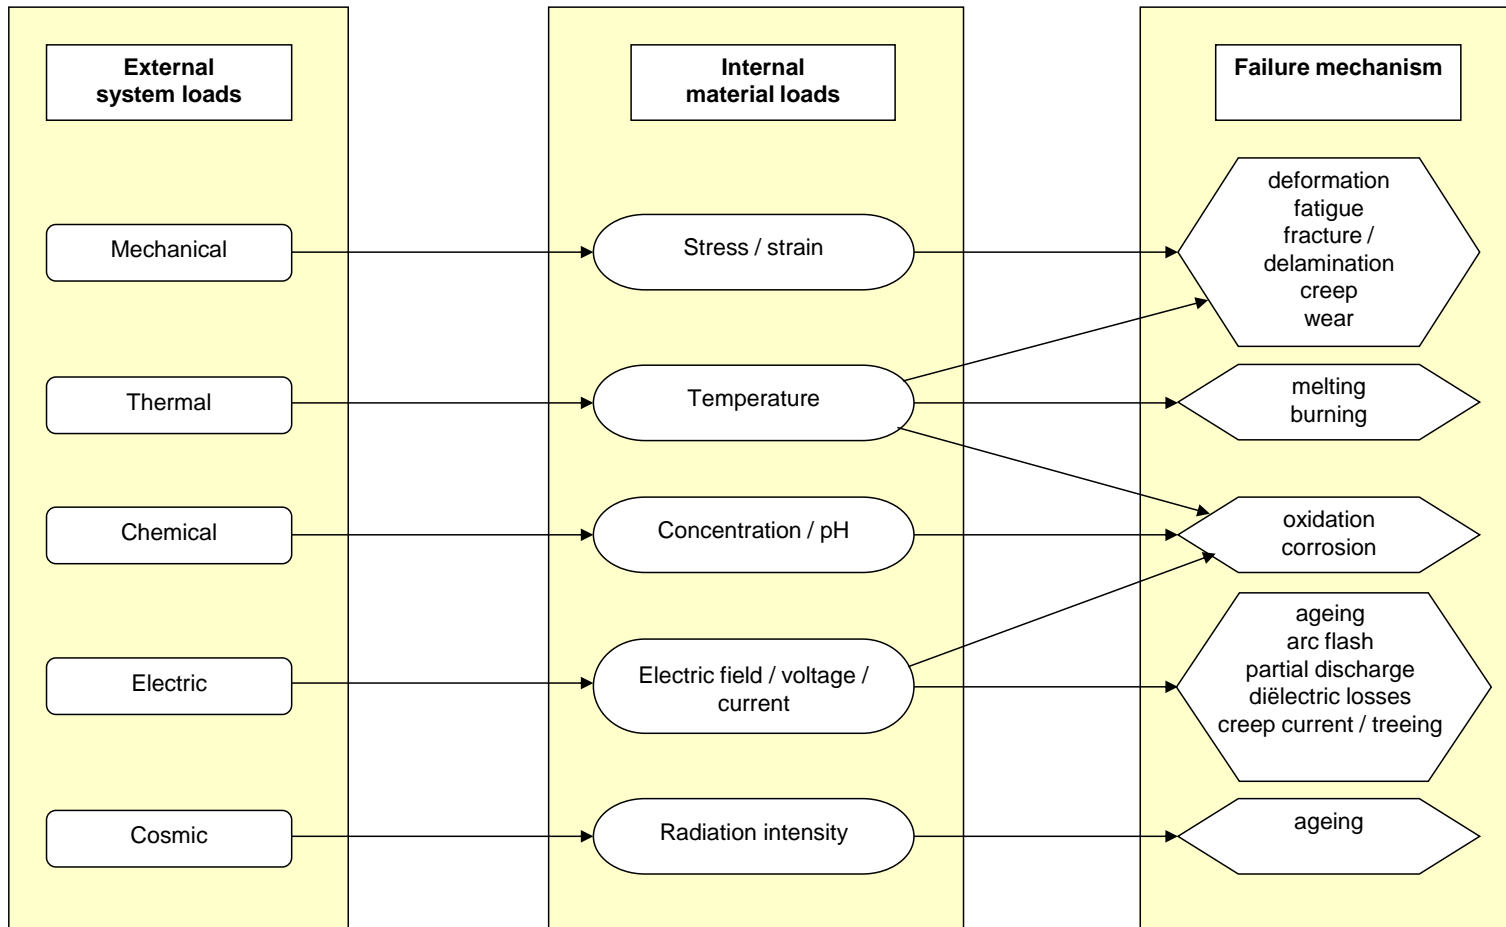 External
system loads
Internal
material loads
Failure mechanism
Mechanical
Stress / strain
deformation
fatigue
fracture /
delamination
creep
wear
Thermal
Temperature
melting
burning
Chemical
Concentration / pH
oxidation
corrosion
Electric
Electric field / voltage /
current
ageing
arc flash
partial discharge
diëlectric losses
creep current / treeing
Cosmic
Radiation intensity
ageing